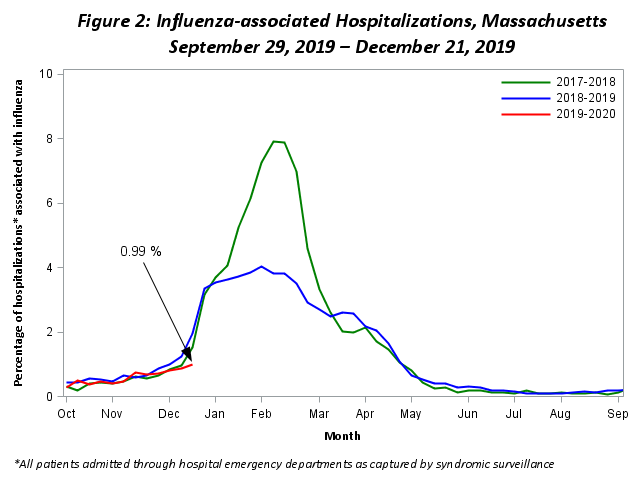 Figure 2: Influenza-associated Hospitalizations, Massachusetts
September 29, 2019 – December 21, 2019
Percentage of hospitalizations* associated with influenza
10
8
6
4
2
0
2017-2018
2018-2019
2019-2020
0.99 %
Oct Nov Dec Jan Feb Mar Apr May Jun Jul Aug Sep
Month
*All patients admitted through hospital emergency departments as captured by syndromic surveillance